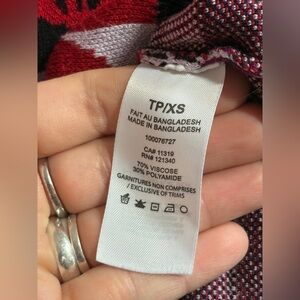 TP/XS
FAIT AU BANGLADESH
MADE IN BANGLADESH
100076727
CA# 11319
RN# 121340
70% VISCOSE
30% POLYAMIDE
GARNITURES NON COMPRISES
/ EXCLUSIVE OF TRIMS